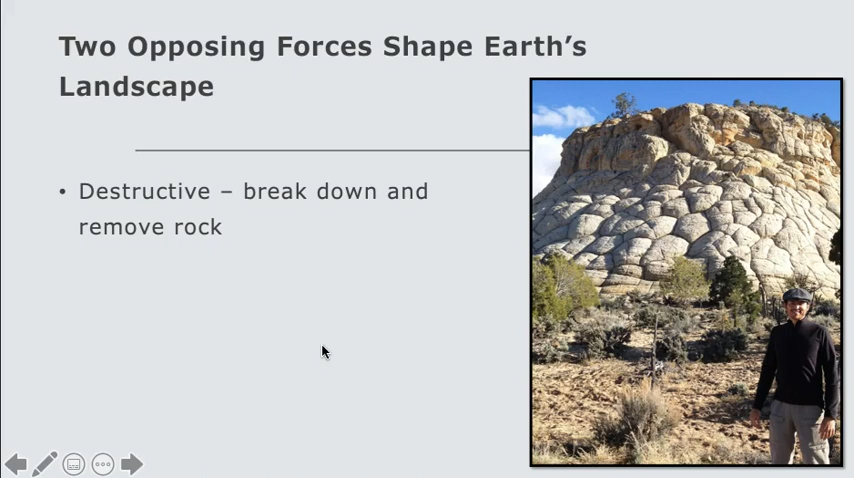 Two Opposing Forces Shape Earth’s
Landscape
• Destructive – break down and
remove rock